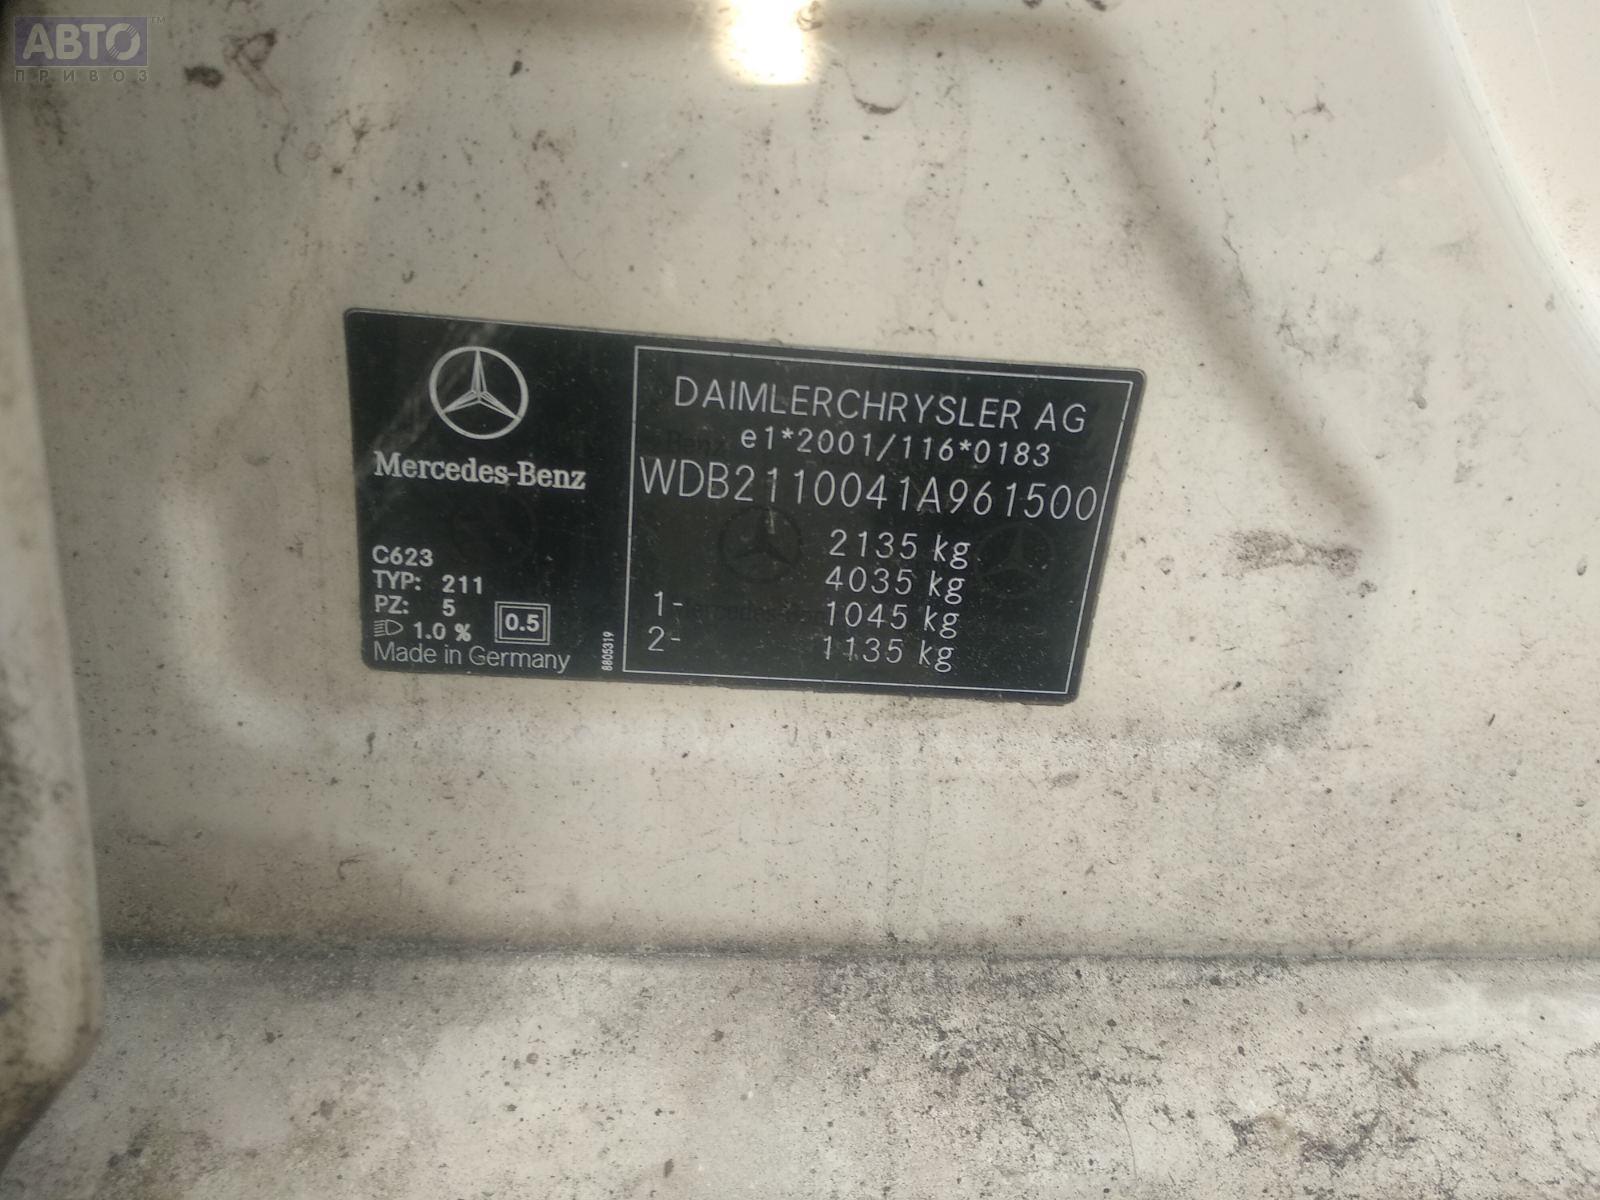 АВТО™
ПРИВОЗ
Mercedes-Benz
C623
TYP: 211
PZ: 5
1.0 %
0.5
Made in Germany
8805319
DAIMLERCHRYSLER AG
e1*2001/116*0183
WDB2110041A961500
2135 kg
4035 kg
1- 1045 kg
2- 1135 kg